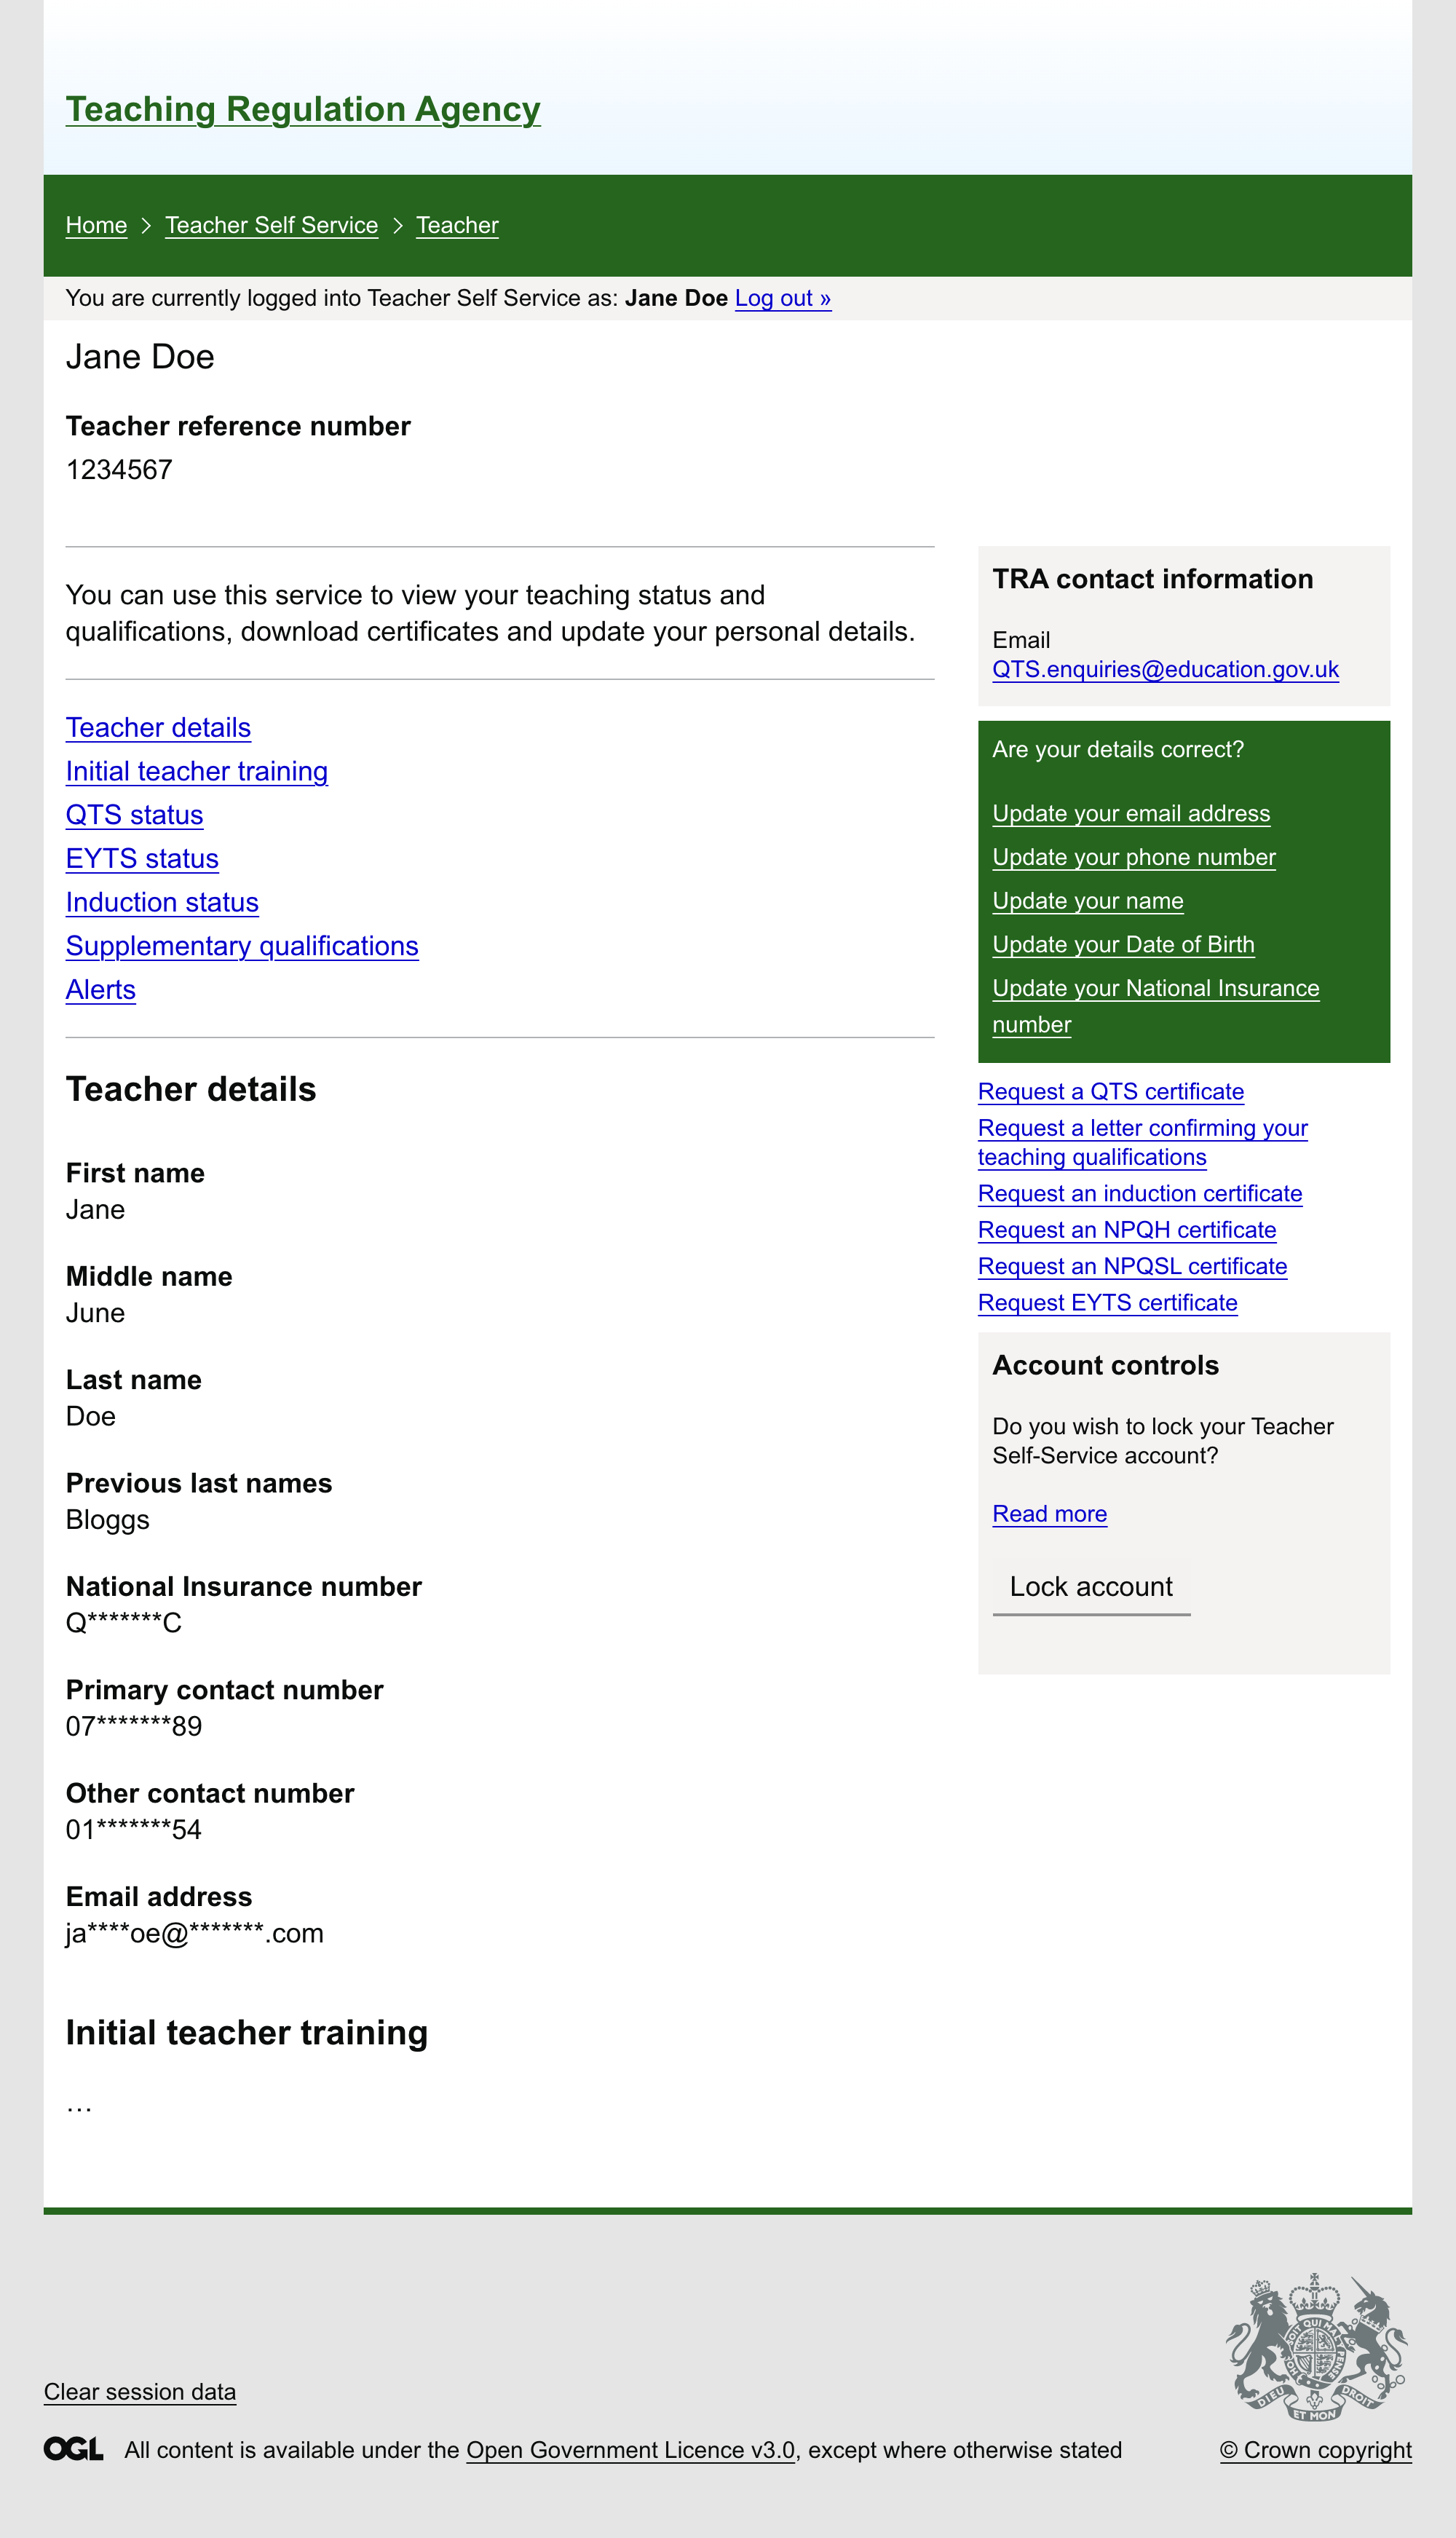 Teaching Regulation Agency
Home > Teacher Self Service > Teacher
You are currently logged into Teacher Self Service as: Jane Doe Log out »
Jane Doe
Teacher reference number
1234567
You can use this service to view your teaching status and
qualifications, download certificates and update your personal details.
Teacher details
Initial teacher training
QTS status
EYTS status
Induction status
Supplementary qualifications
Alerts
Teacher details
First name
Jane
Middle name
June
Last name
Doe
Previous last names
Bloggs
National Insurance number
Q*******C
Primary contact number
07*******89
Other contact number
01*******54
Email address
ja****oe@*******.com
Initial teacher training
…
TRA contact information
Email
QTS.enquiries@education.gov.uk
Are your details correct?
Update your email address
Update your phone number
Update your name
Update your Date of Birth
Update your National Insurance
number
Request a QTS certificate
Request a letter confirming your
teaching qualifications
Request an induction certificate
Request an NPQH certificate
Request an NPQSL certificate
Request EYTS certificate
Account controls
Do you wish to lock your Teacher
Self-Service account?
Read more
Lock account
Clear session data
DIEU ET MON DROIT
OGL All content is available under the Open Government Licence v3.0, except where otherwise stated
© Crown copyright